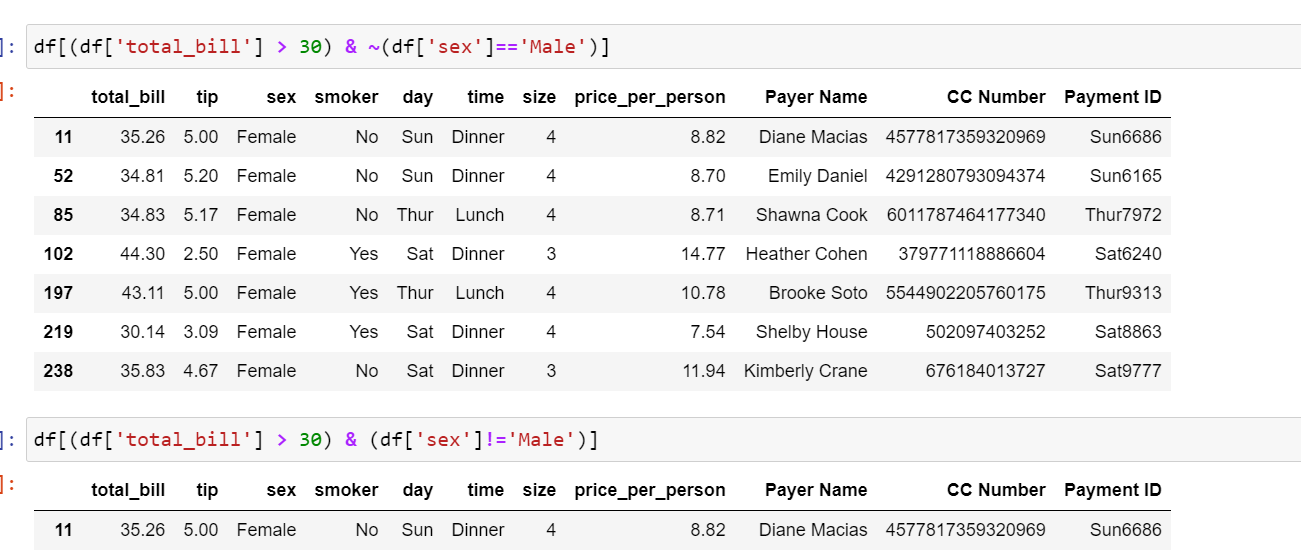 ]: df[(df['total_bill'] > 30) & ~(df['sex']=='Male')]
]: total_bill tip sex smoker day time size price_per_person Payer Name CC Number Payment ID
11 35.26 5.00 Female No Sun Dinner 4 8.82 Diane Macias 4577817359320969 Sun6686
52 34.81 5.20 Female No Sun Dinner 4 8.70 Emily Daniel 4291280793094374 Sun6165
85 34.83 5.17 Female No Thur Lunch 4 8.71 Shawna Cook 6011787464177340 Thur7972
102 44.30 2.50 Female Yes Sat Dinner 3 14.77 Heather Cohen 379771118886604 Sat6240
197 43.11 5.00 Female Yes Thur Lunch 4 10.78 Brooke Soto 5544902205760175 Thur9313
219 30.14 3.09 Female Yes Sat Dinner 4 7.54 Shelby House 502097403252 Sat8863
238 35.83 4.67 Female No Sat Dinner 3 11.94 Kimberly Crane 676184013727 Sat9777
]: df[(df['total_bill'] > 30) & (df['sex']!='Male')]
]: total_bill tip sex smoker day time size price_per_person Payer Name CC Number Payment ID
11 35.26 5.00 Female No Sun Dinner 4 8.82 Diane Macias 4577817359320969 Sun6686